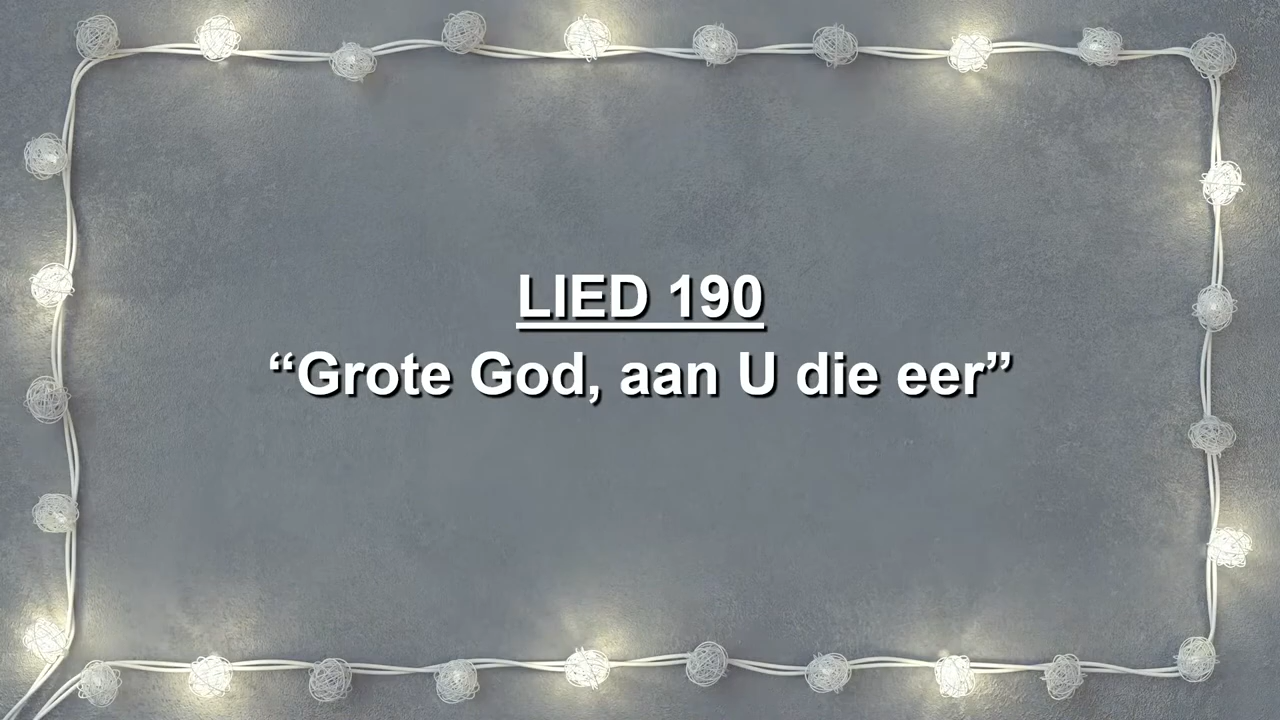 LIED 190
“Grote God, aan U die eer”